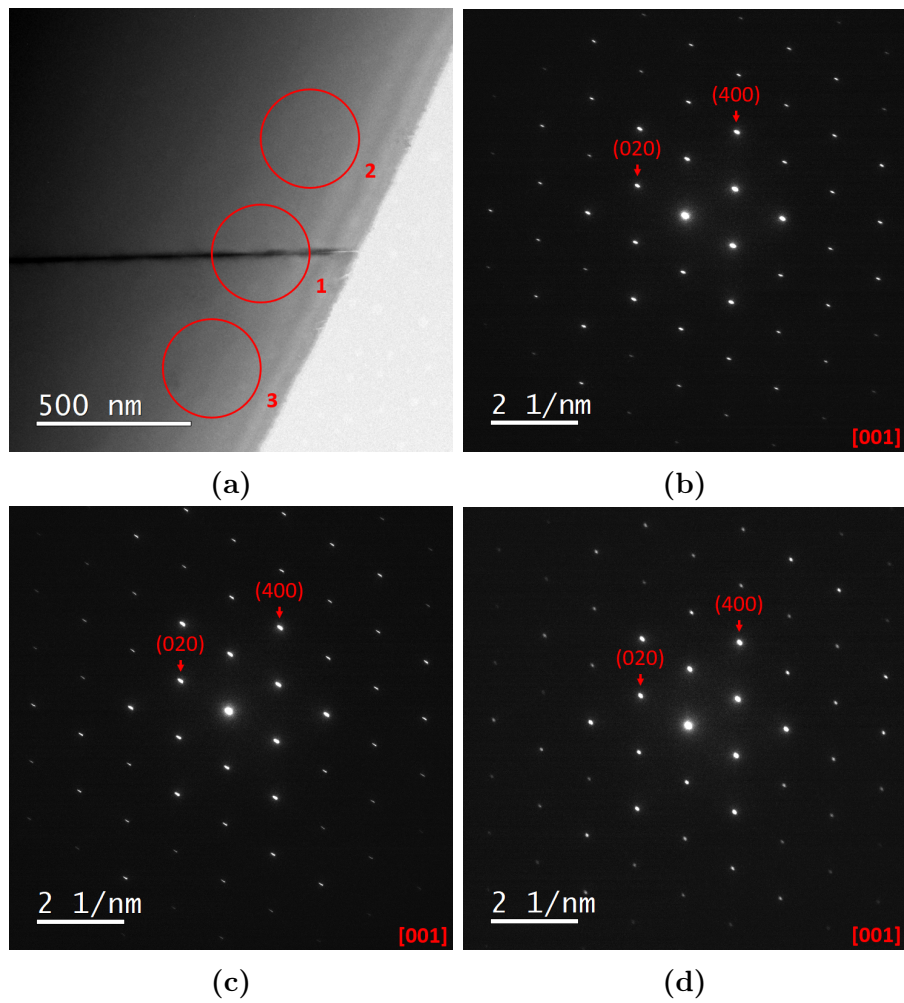 2
1
3
500 nm
(a)
(400)
(020)
2 1/nm
[001]
(b)
(400)
(020)
2 1/nm
[001]
(c)
(400)
(020)
2 1/nm
[001]
(d)